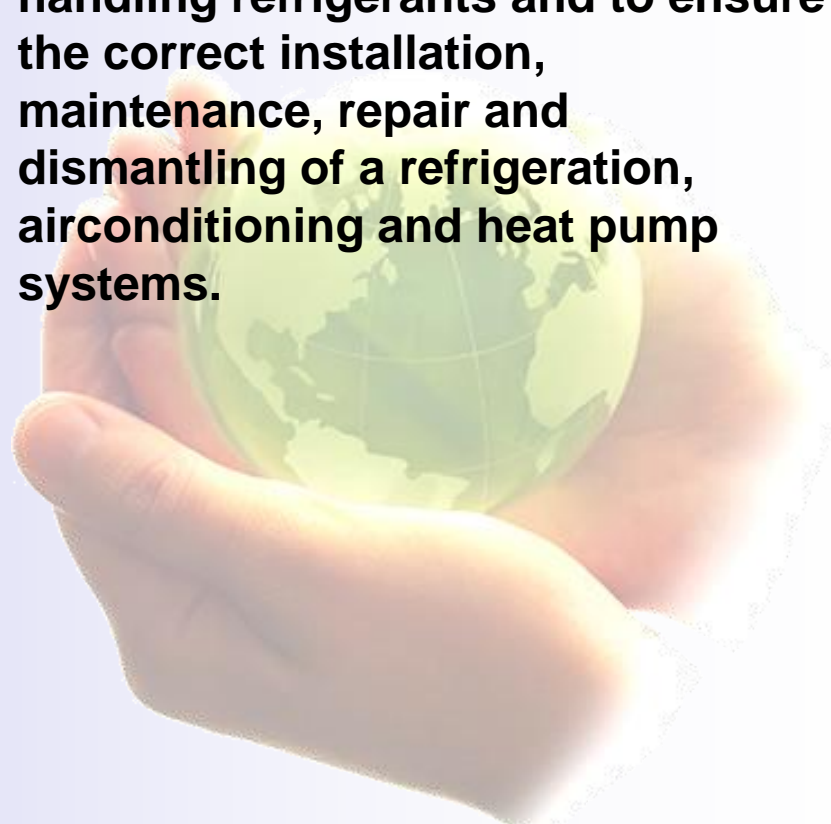 handling refrigerants and to ensure
the correct installation,
maintenance, repair and
dismantling of a refrigeration,
airconditioning and heat pump
systems.